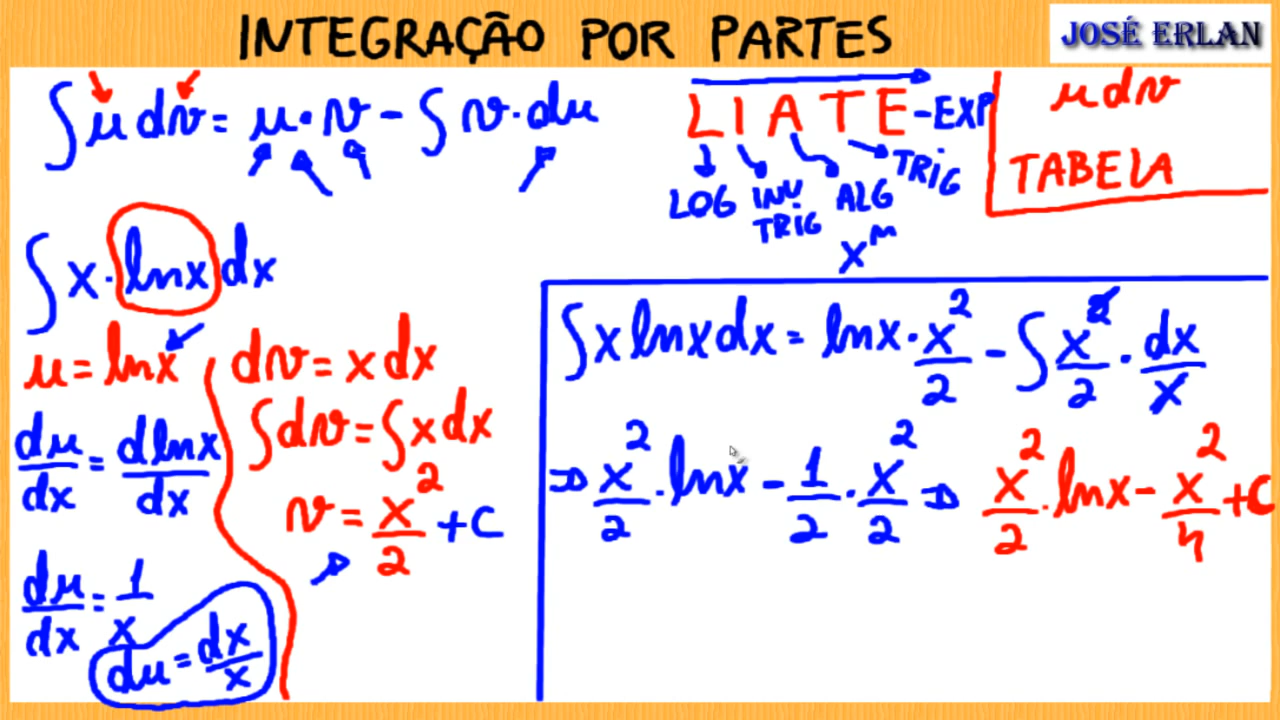 INTEGRAÇÃO POR PARTES
JOSÉ ERLAN
∫ u dv = u · v - ∫ v · du
LIATE - EXP
LOG INV TRIG ALG TRIG
x^n
u dv
TABELA
∫ x · lnx dx
u = lnx
du/dx = dlnx/dx
du/dx = 1/x
du = dx/x
dv = x dx
∫ dv = ∫ x dx
v = x²/2 + C
∫ x lnx dx = lnx · x²/2 - ∫ x²/2 · dx/x
⇒ x²/2 · lnx - 1/2 · x²/2 ⇒ x²/2 · lnx - x²/4 + C